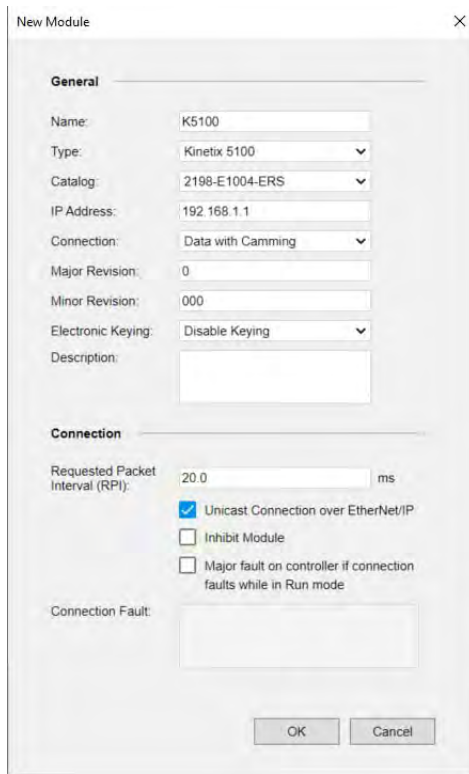 New Module
General
Name:
K5100
Type:
Kinetix 5100
Catalog:
2198-E1004-ERS
IP Address:
192.168.1.1
Connection:
Data with Camming
Major Revision:
0
Minor Revision:
000
Electronic Keying:
Disable Keying
Description:
Connection
Requested Packet
Interval (RPI):
20.0
ms
Unicast Connection over EtherNet/IP
Inhibit Module
Major fault on controller if connection
faults while in Run mode
Connection Fault:
OK
Cancel